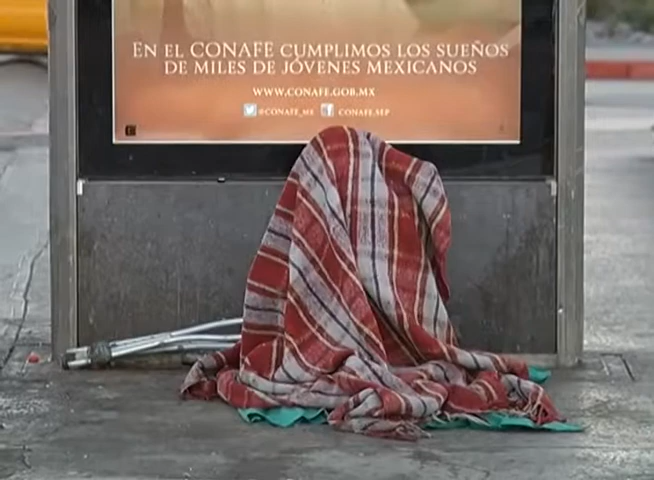 EN EL CONAFE CUMPLIMOS LOS SUEÑOS
DE MILES DE JÓVENES MEXICANOS
WWW.CONAFE.GOB.MX
@CONAFE_MX f CONAFE.SEP